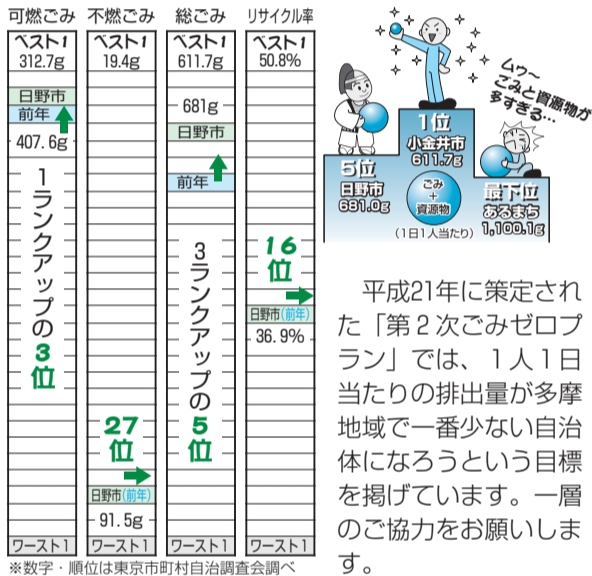 可燃ごみ
ベスト1
312.7g
日野市
前年
407.6g
1ランクアップの
3位
不燃ごみ
ベスト1
19.4g
27位
日野市(前年)
91.5g
総ごみ
ベスト1
611.7g
681g
日野市
前年
3ランクアップの
5位
リサイクル率
ベスト1
50.8%
16位
日野市(前年)
36.9%
ワースト1
ワースト1
ワースト1
ワースト1
※数字・順位は東京市町村自治調査会調べ
ムゥ〜
ごみと資源物が
多すぎる…
1位
小金井市
611.7g
5位
日野市
681.0g
ごみ
+
資源物
(1日1人当たり)
最下位
あるまち
1,100.1g
平成21年に策定され
た「第2次ごみゼロプ
ラン」では、1人1日
当たりの排出量が多摩
地域で一番少ない自治
体になろうという目標
を掲げています。一層
のご協力をお願いしま
す。